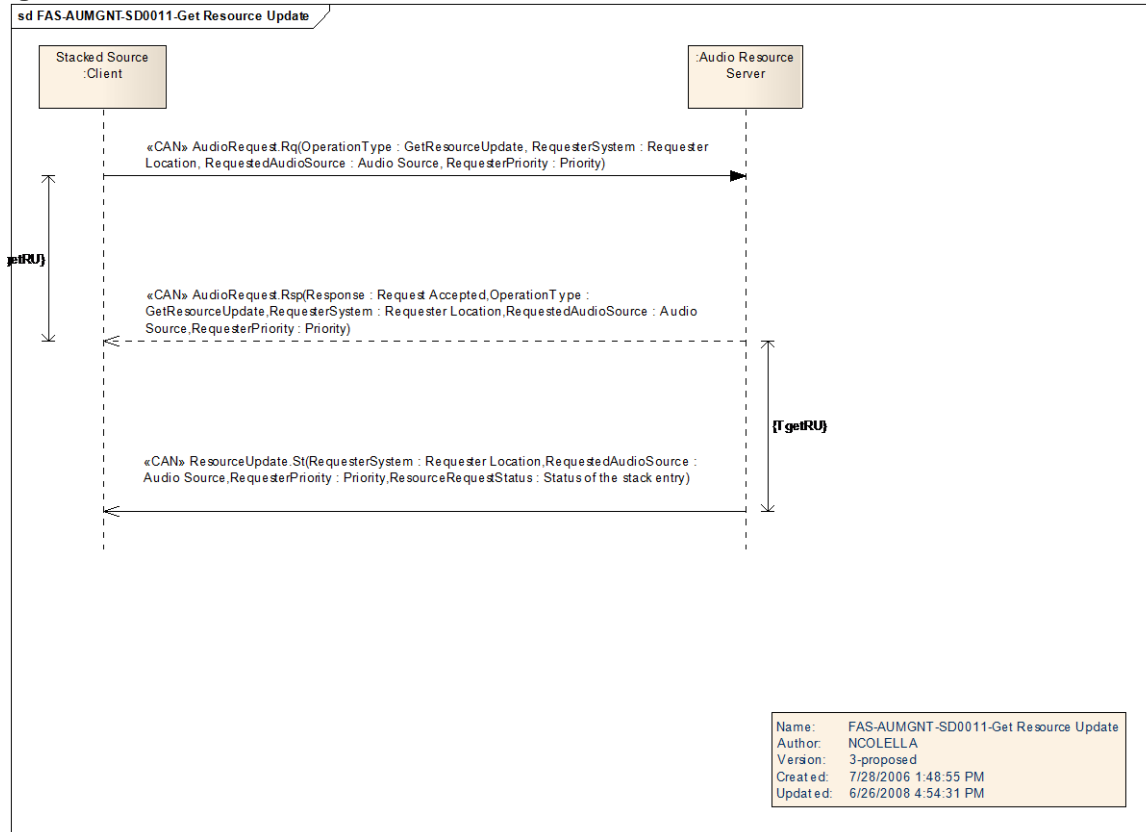 sd FAS-AUMGNT-SD0011-Get Resource Update
Stacked Source
:Client
:Audio Resource
Server
«CAN» AudioRequest.Rq(OperationType : GetResourceUpdate, RequesterSystem : Requester
Location, RequestedAudioSource : Audio Source, RequesterPriority : Priority)
getRU}
«CAN» AudioRequest.Rsp(Response : Request Accepted,OperationType :
GetResourceUpdate,RequesterSystem : Requester Location,RequestedAudioSource : Audio
Source,RequesterPriority : Priority)
{TgetRU}
«CAN» ResourceUpdate.St(RequesterSystem : Requester Location,RequestedAudioSource :
Audio Source,RequesterPriority : Priority,ResourceRequestStatus : Status of the stack entry)
Name: FAS-AUMGNT-SD0011-Get Resource Update
Author: NCOLELLA
Version: 3-proposed
Created: 7/28/2006 1:48:55 PM
Updated: 6/26/2008 4:54:31 PM